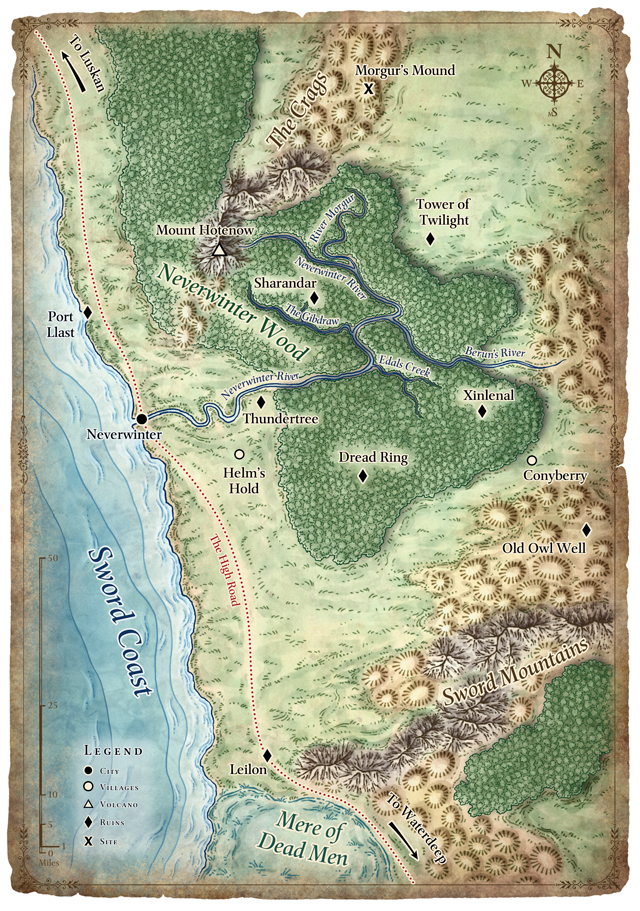 To Luskan
N
W
E
S
The Crags
Morgur's Mound
X
Tower of
Twilight
Mount Hotenow
River Morgur
Neverwinter River
Sharandar
Neverwinter Wood
The Gibdraw
Port
Llast
Berun's River
Edals Creek
Neverwinter River
Xinlenal
Thundertree
Neverwinter
Dread Ring
Helm's
Hold
Conyberry
Old Owl Well
The High Road
Sword Coast
Sword Mountains
Leilon
To Waterdeep
Mere of
Dead Men
50
25
10
5
1
0
Miles
LEGEND
CITY
VILLAGES
VOLCANO
RUINS
X SITE